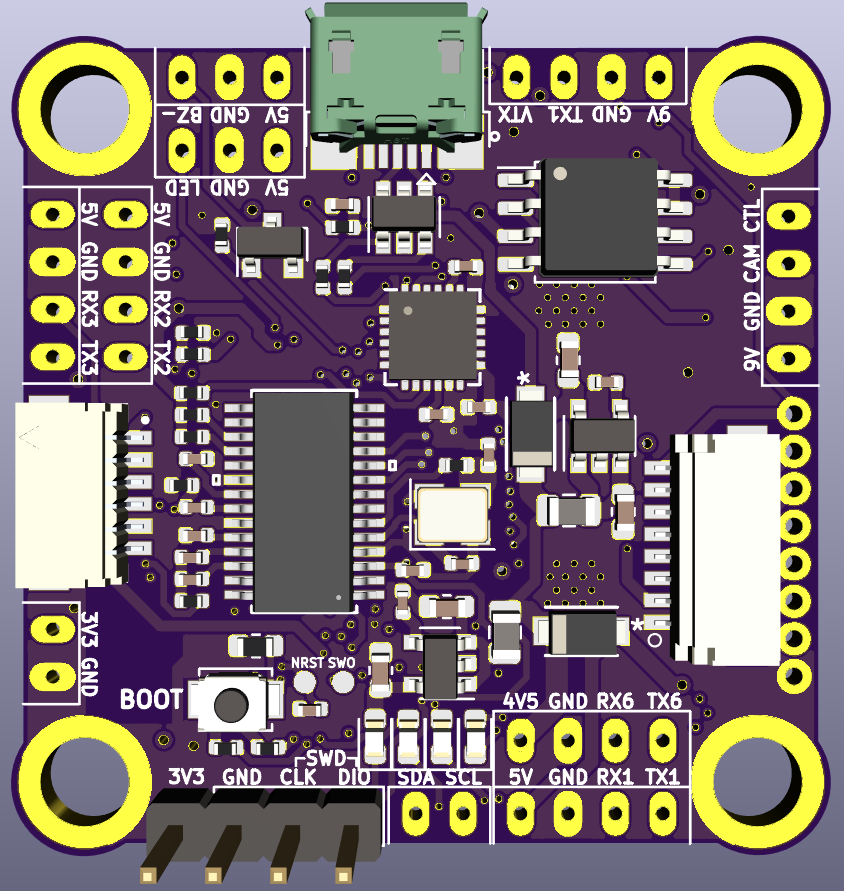 BZ- GND 5V
VTX TX1 GND 9V
LED GND 5V
5V GND RX3 TX3
5V GND RX2 TX2
9V GND CAM CTL
*
*
3V3 GND
NRST SWO
BOOT
4V5 GND RX6 TX6
SWD
3V3 GND CLK DIO SDA SCL 5V GND RX1 TX1